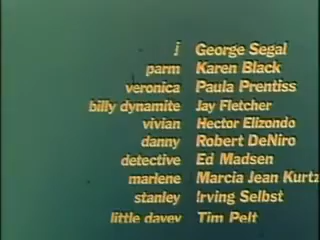 j George Segal
parm Karen Black
veronica Paula Prentiss
billy dynamite Jay Fletcher
vivian Hector Elizondo
danny Robert DeNiro
detective Ed Madsen
marlene Marcia Jean Kurtz
stanley Irving Selbst
little davey Tim Pelt